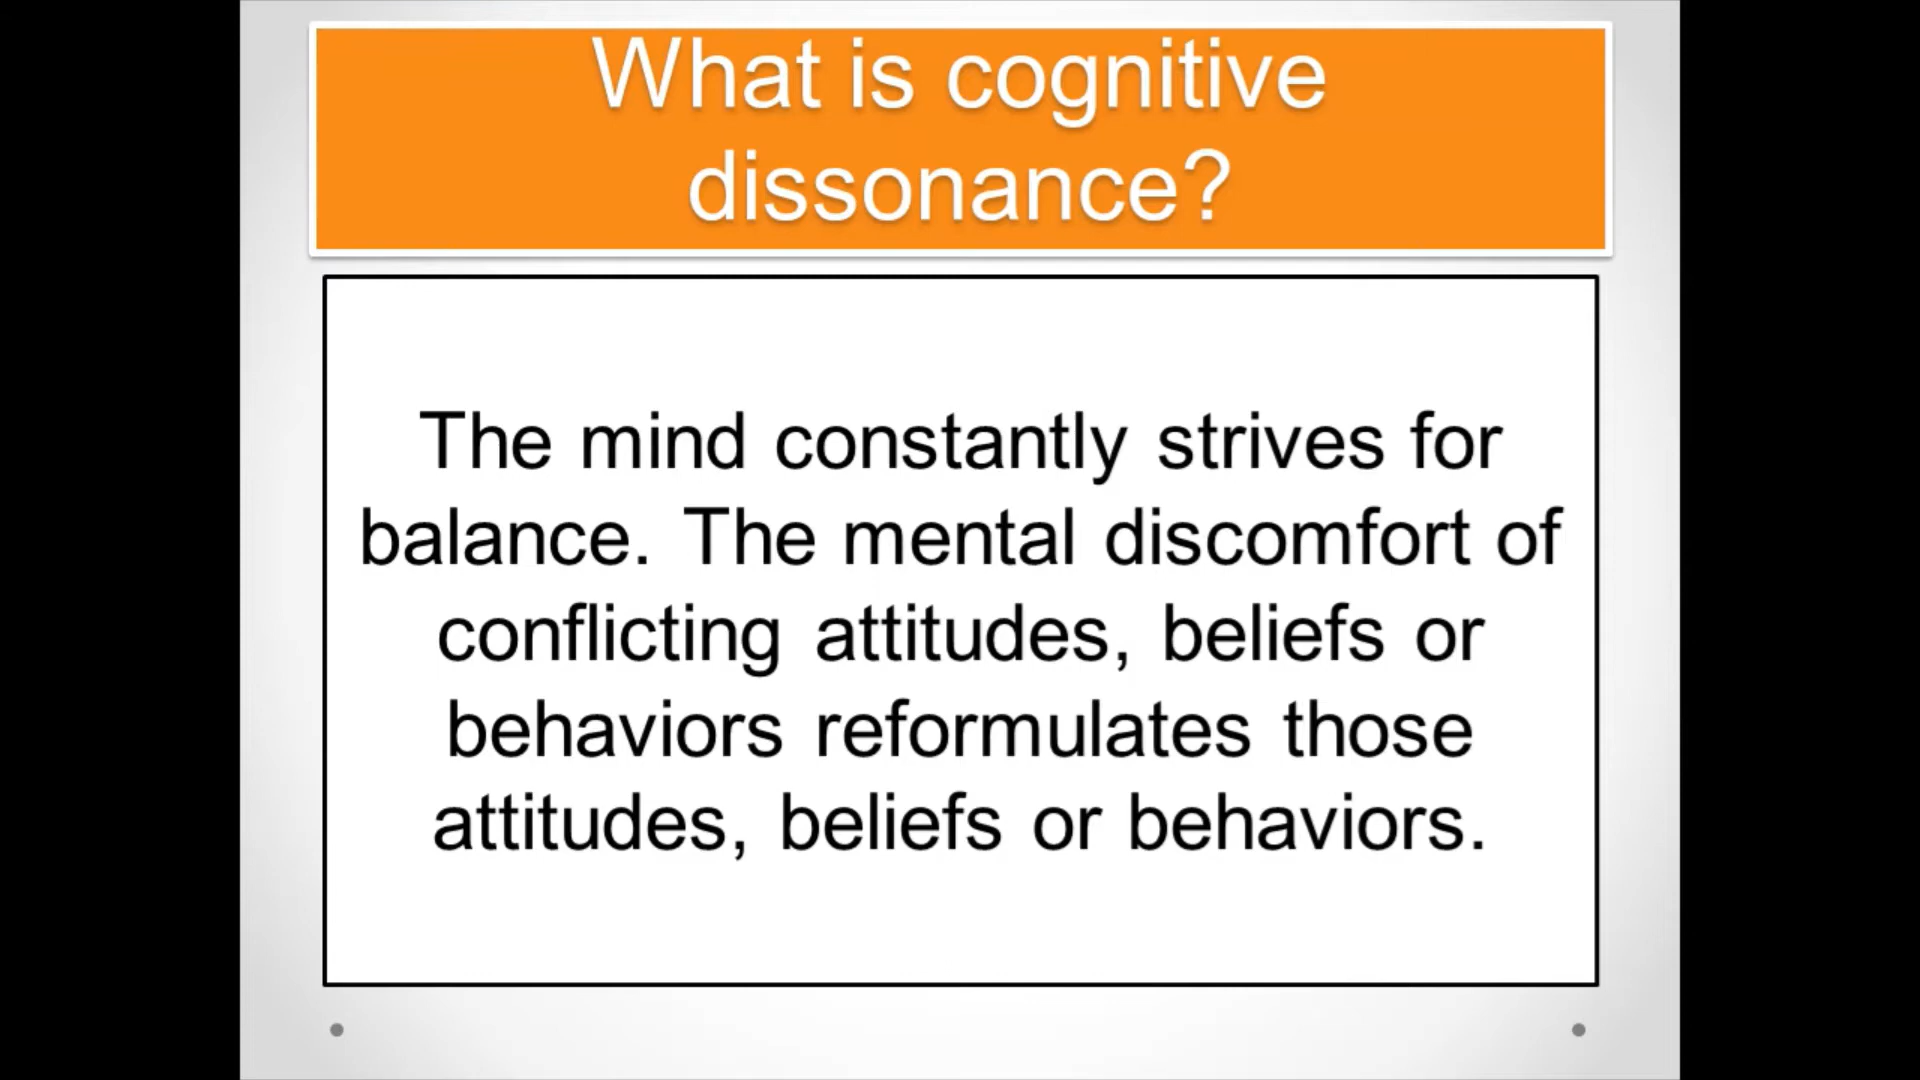 What is cognitive
dissonance?
The mind constantly strives for
balance. The mental discomfort of
conflicting attitudes, beliefs or
behaviors reformulates those
attitudes, beliefs or behaviors.